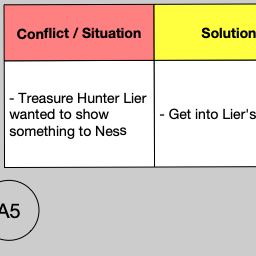 Conflict / Situation
Solution
- Treasure Hunter Lier
wanted to show
something to Ness
- Get into Lier's
A5